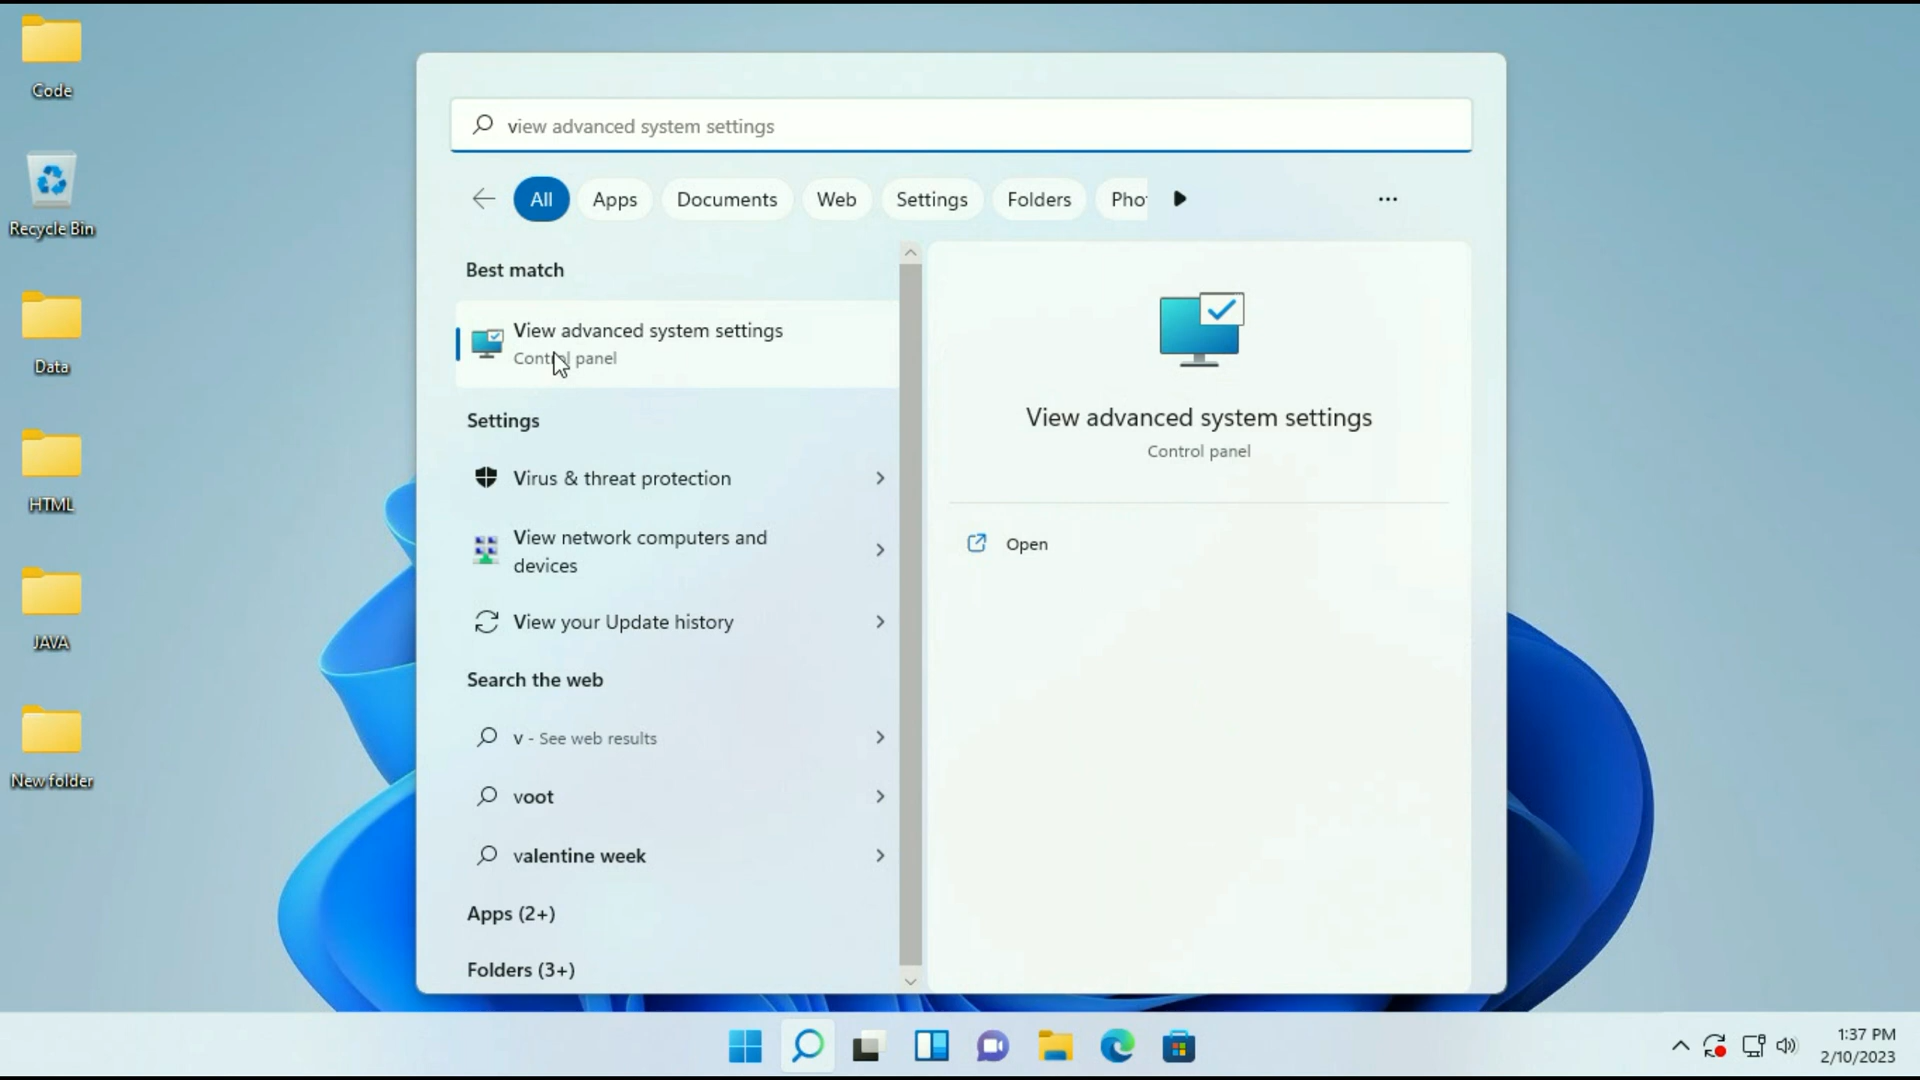 Code
Recycle Bin
Data
HTML
JAVA
New folder
view advanced system settings
All
Apps
Documents
Web
Settings
Folders
Pho
Best match
View advanced system settings
Control panel
Settings
Virus & threat protection
View network computers and
devices
View your Update history
Search the web
v - See web results
voot
valentine week
Apps (2+)
Folders (3+)
View advanced system settings
Control panel
Open
1:37 PM
2/10/2023